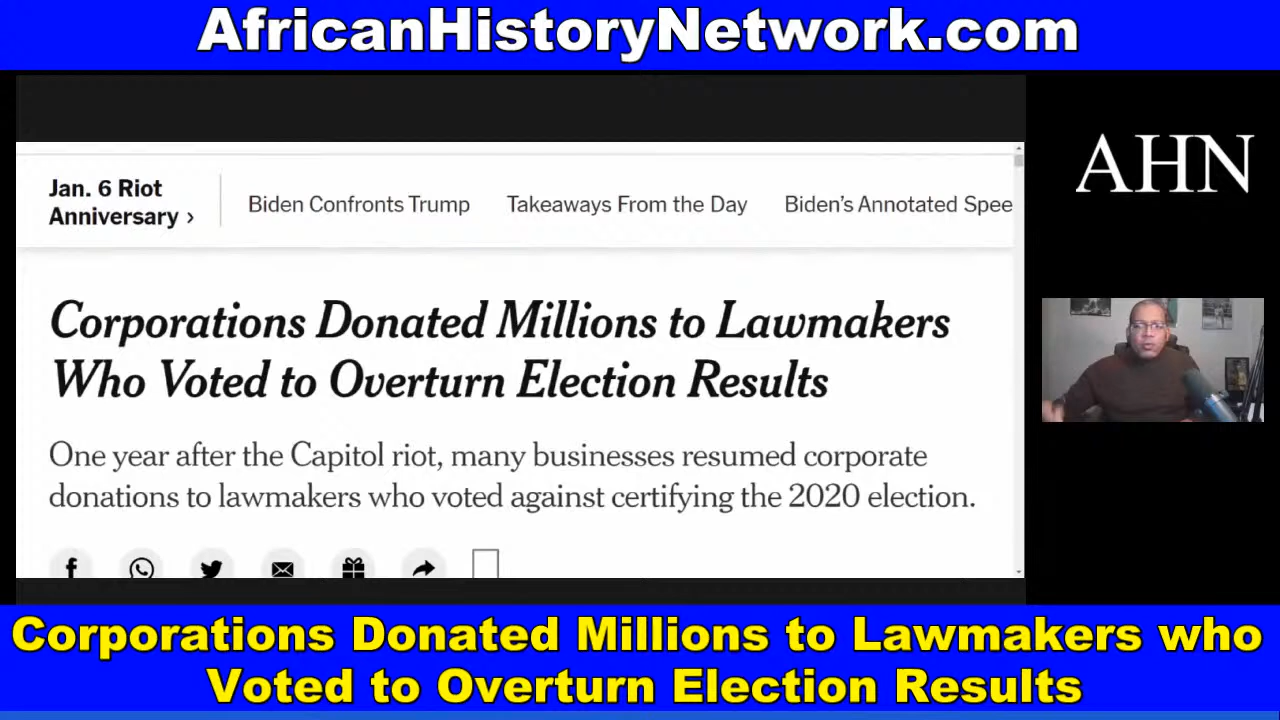 AfricanHistoryNetwork.com
AHN
Jan. 6 Riot
Anniversary ›
Biden Confronts Trump
Takeaways From the Day
Biden's Annotated Spee
Corporations Donated Millions to Lawmakers
Who Voted to Overturn Election Results
One year after the Capitol riot, many businesses resumed corporate
donations to lawmakers who voted against certifying the 2020 election.
Corporations Donated Millions to Lawmakers who
Voted to Overturn Election Results